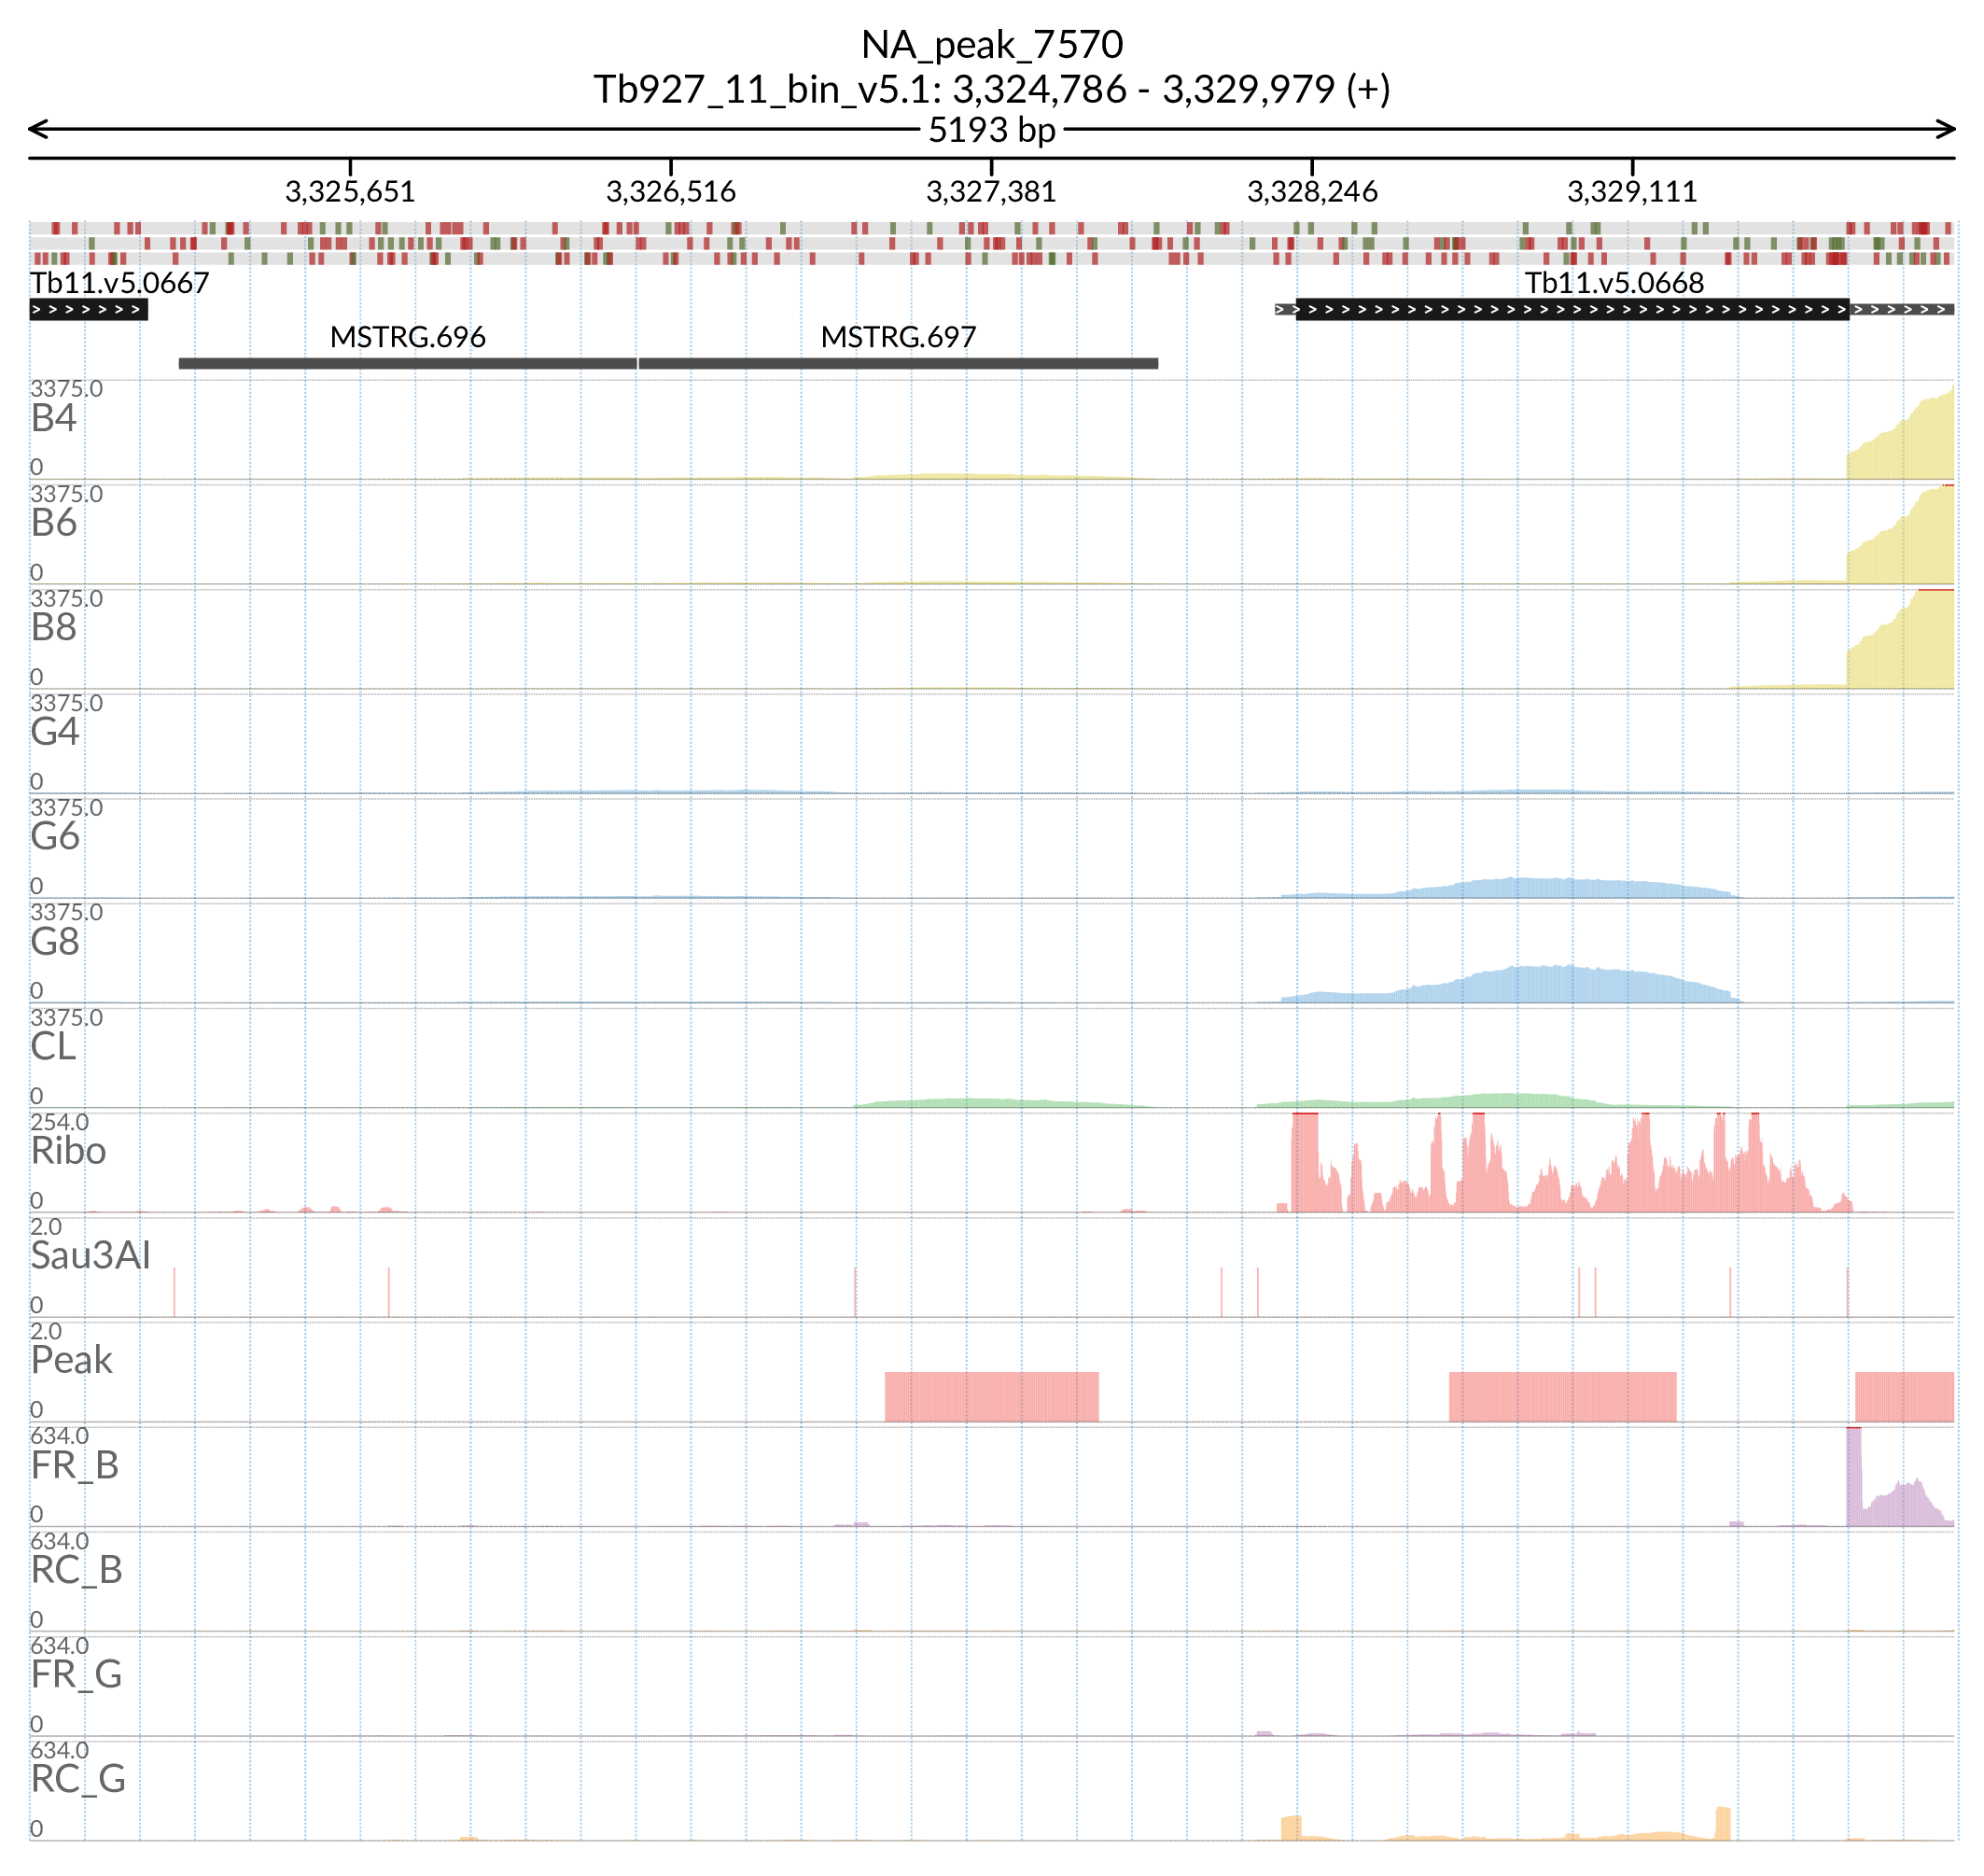 NA_peak_7570
Tb927_11_bin_v5.1: 3,324,786 - 3,329,979 (+)
5193 bp
3,325,651 3,326,516 3,327,381 3,328,246 3,329,111
Tb11.v5.0667 Tb11.v5.0668
MSTRG.696 MSTRG.697
3375.0
B4
0
3375.0
B6
0
3375.0
B8
0
3375.0
G4
0
3375.0
G6
0
3375.0
G8
0
3375.0
CL
0
254.0
Ribo
0
2.0
Sau3AI
0
2.0
Peak
0
634.0
FR_B
0
634.0
RC_B
0
634.0
FR_G
0
634.0
RC_G
0